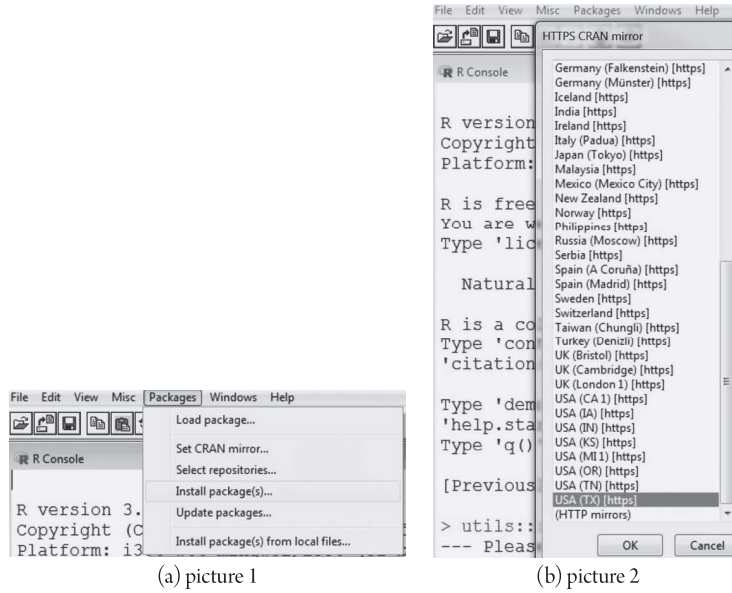 File Edit View Misc Packages Windows Help
Load package...
Set CRAN mirror...
Select repositories...
Install package(s)...
Update packages...
Install package(s) from local files...
R R Console
R version 3.
Copyright (C
Platform: i3
(a) picture 1
File Edit View Misc Packages Windows Help
HTTPS CRAN mirror
R R Console
R version
Copyright
Platform:
R is free
You are w
Type 'lic
Natural
R is a co
Type 'con
'citation
Type 'dem
'help.sta
Type 'q()
[Previous
> utils::
--- Pleas
Germany (Falkenstein) [https]
Germany (Münster) [https]
Iceland [https]
India [https]
Ireland [https]
Italy (Padua) [https]
Japan (Tokyo) [https]
Malaysia [https]
Mexico (Mexico City) [https]
New Zealand [https]
Norway [https]
Philippines [https]
Russia (Moscow) [https]
Serbia [https]
Spain (A Coruña) [https]
Spain (Madrid) [https]
Sweden [https]
Switzerland [https]
Taiwan (Chungli) [https]
Turkey (Denizli) [https]
UK (Bristol) [https]
UK (Cambridge) [https]
UK (London 1) [https]
USA (CA 1) [https]
USA (IA) [https]
USA (IN) [https]
USA (KS) [https]
USA (MI 1) [https]
USA (OR) [https]
USA (TN) [https]
USA (TX) [https]
(HTTP mirrors)
OK Cancel
(b) picture 2